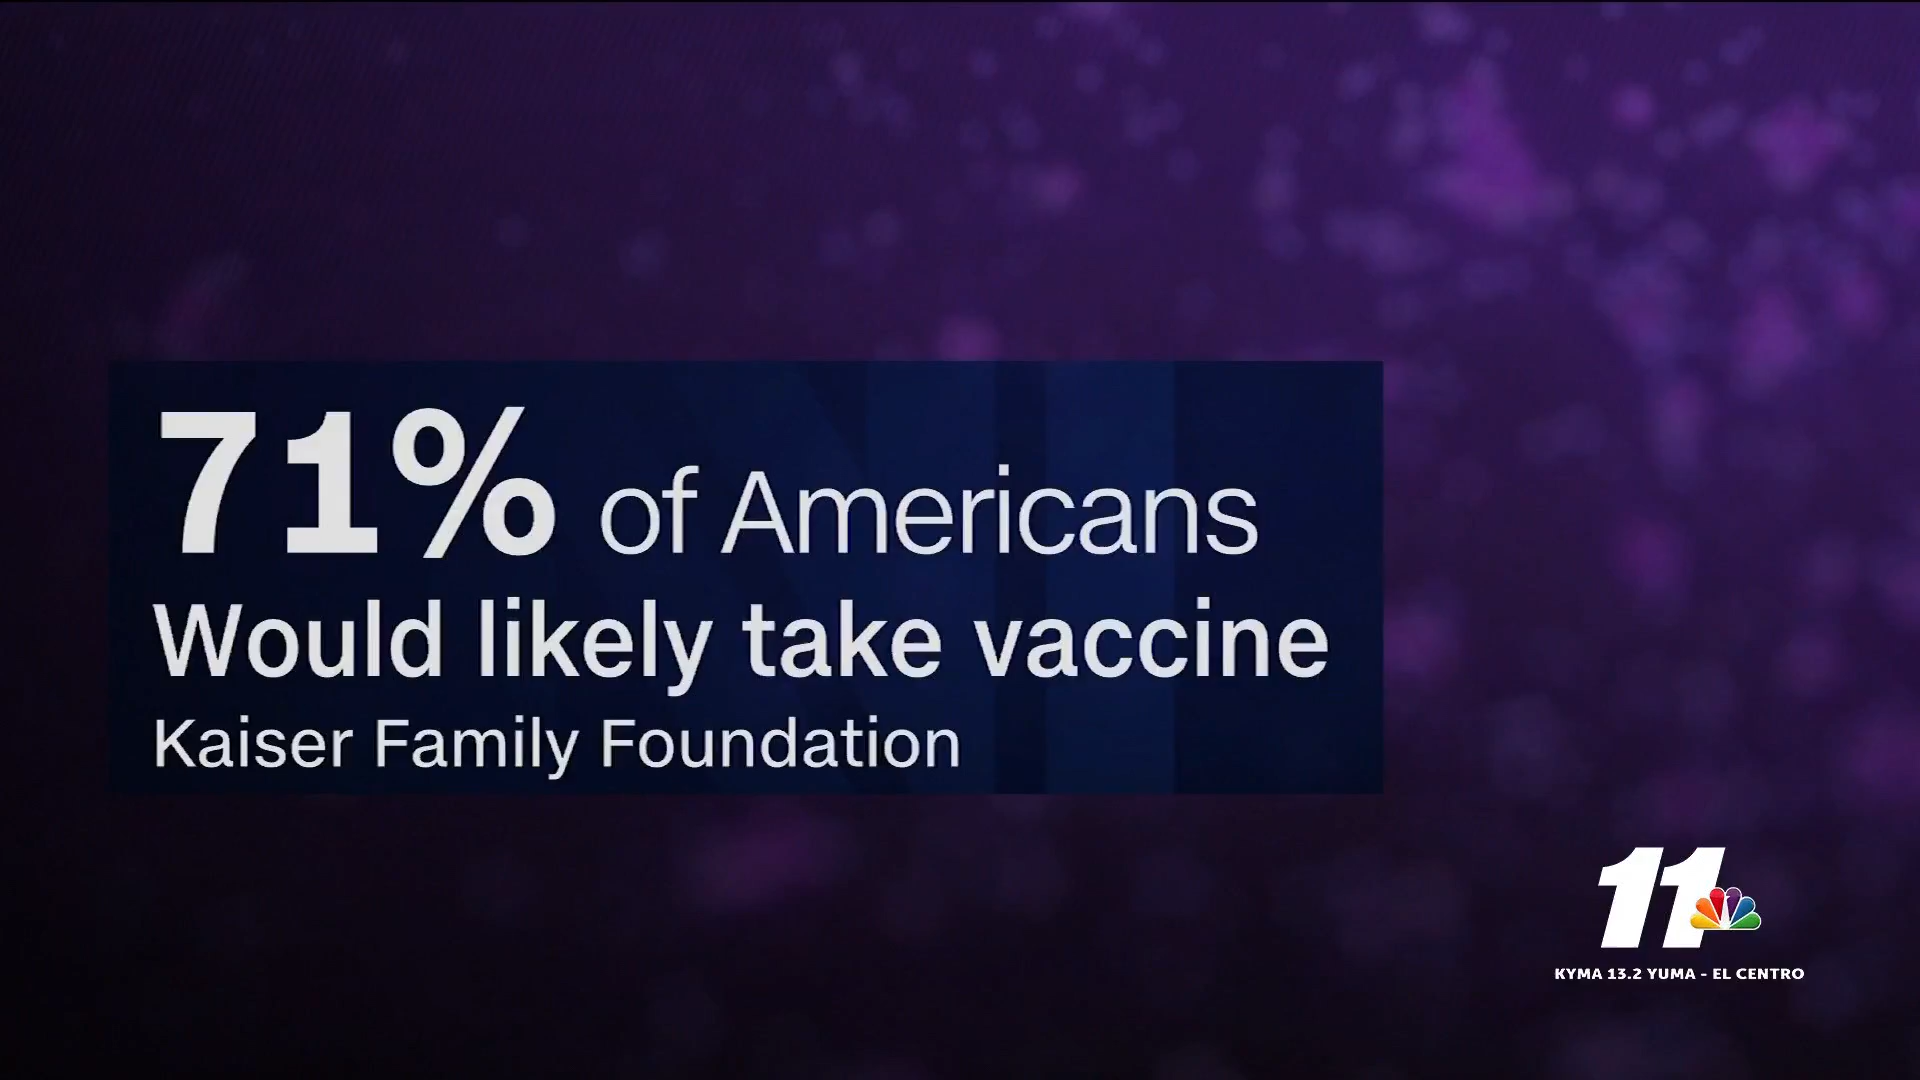 71% of Americans
Would likely take vaccine
Kaiser Family Foundation
11
KYMA 13.2 YUMA - EL CENTRO